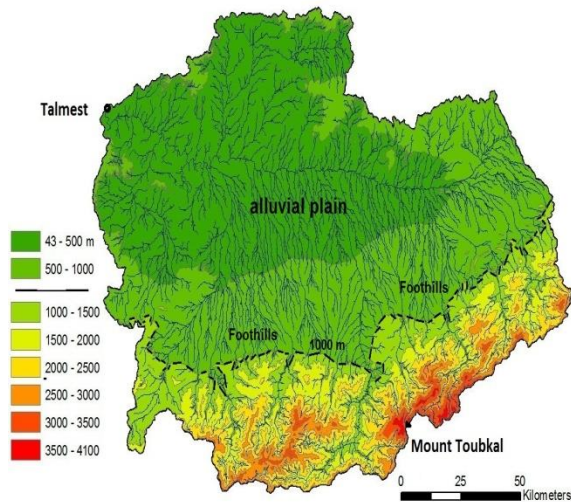 Talmest
alluvial plain
43 - 500 m
500 - 1000
1000 - 1500
1500 - 2000
2000 - 2500
2500 - 3000
3000 - 3500
3500 - 4100
Foothills
Foothills
1000 m
Mount Toubkal
0 25 50
Kilometers